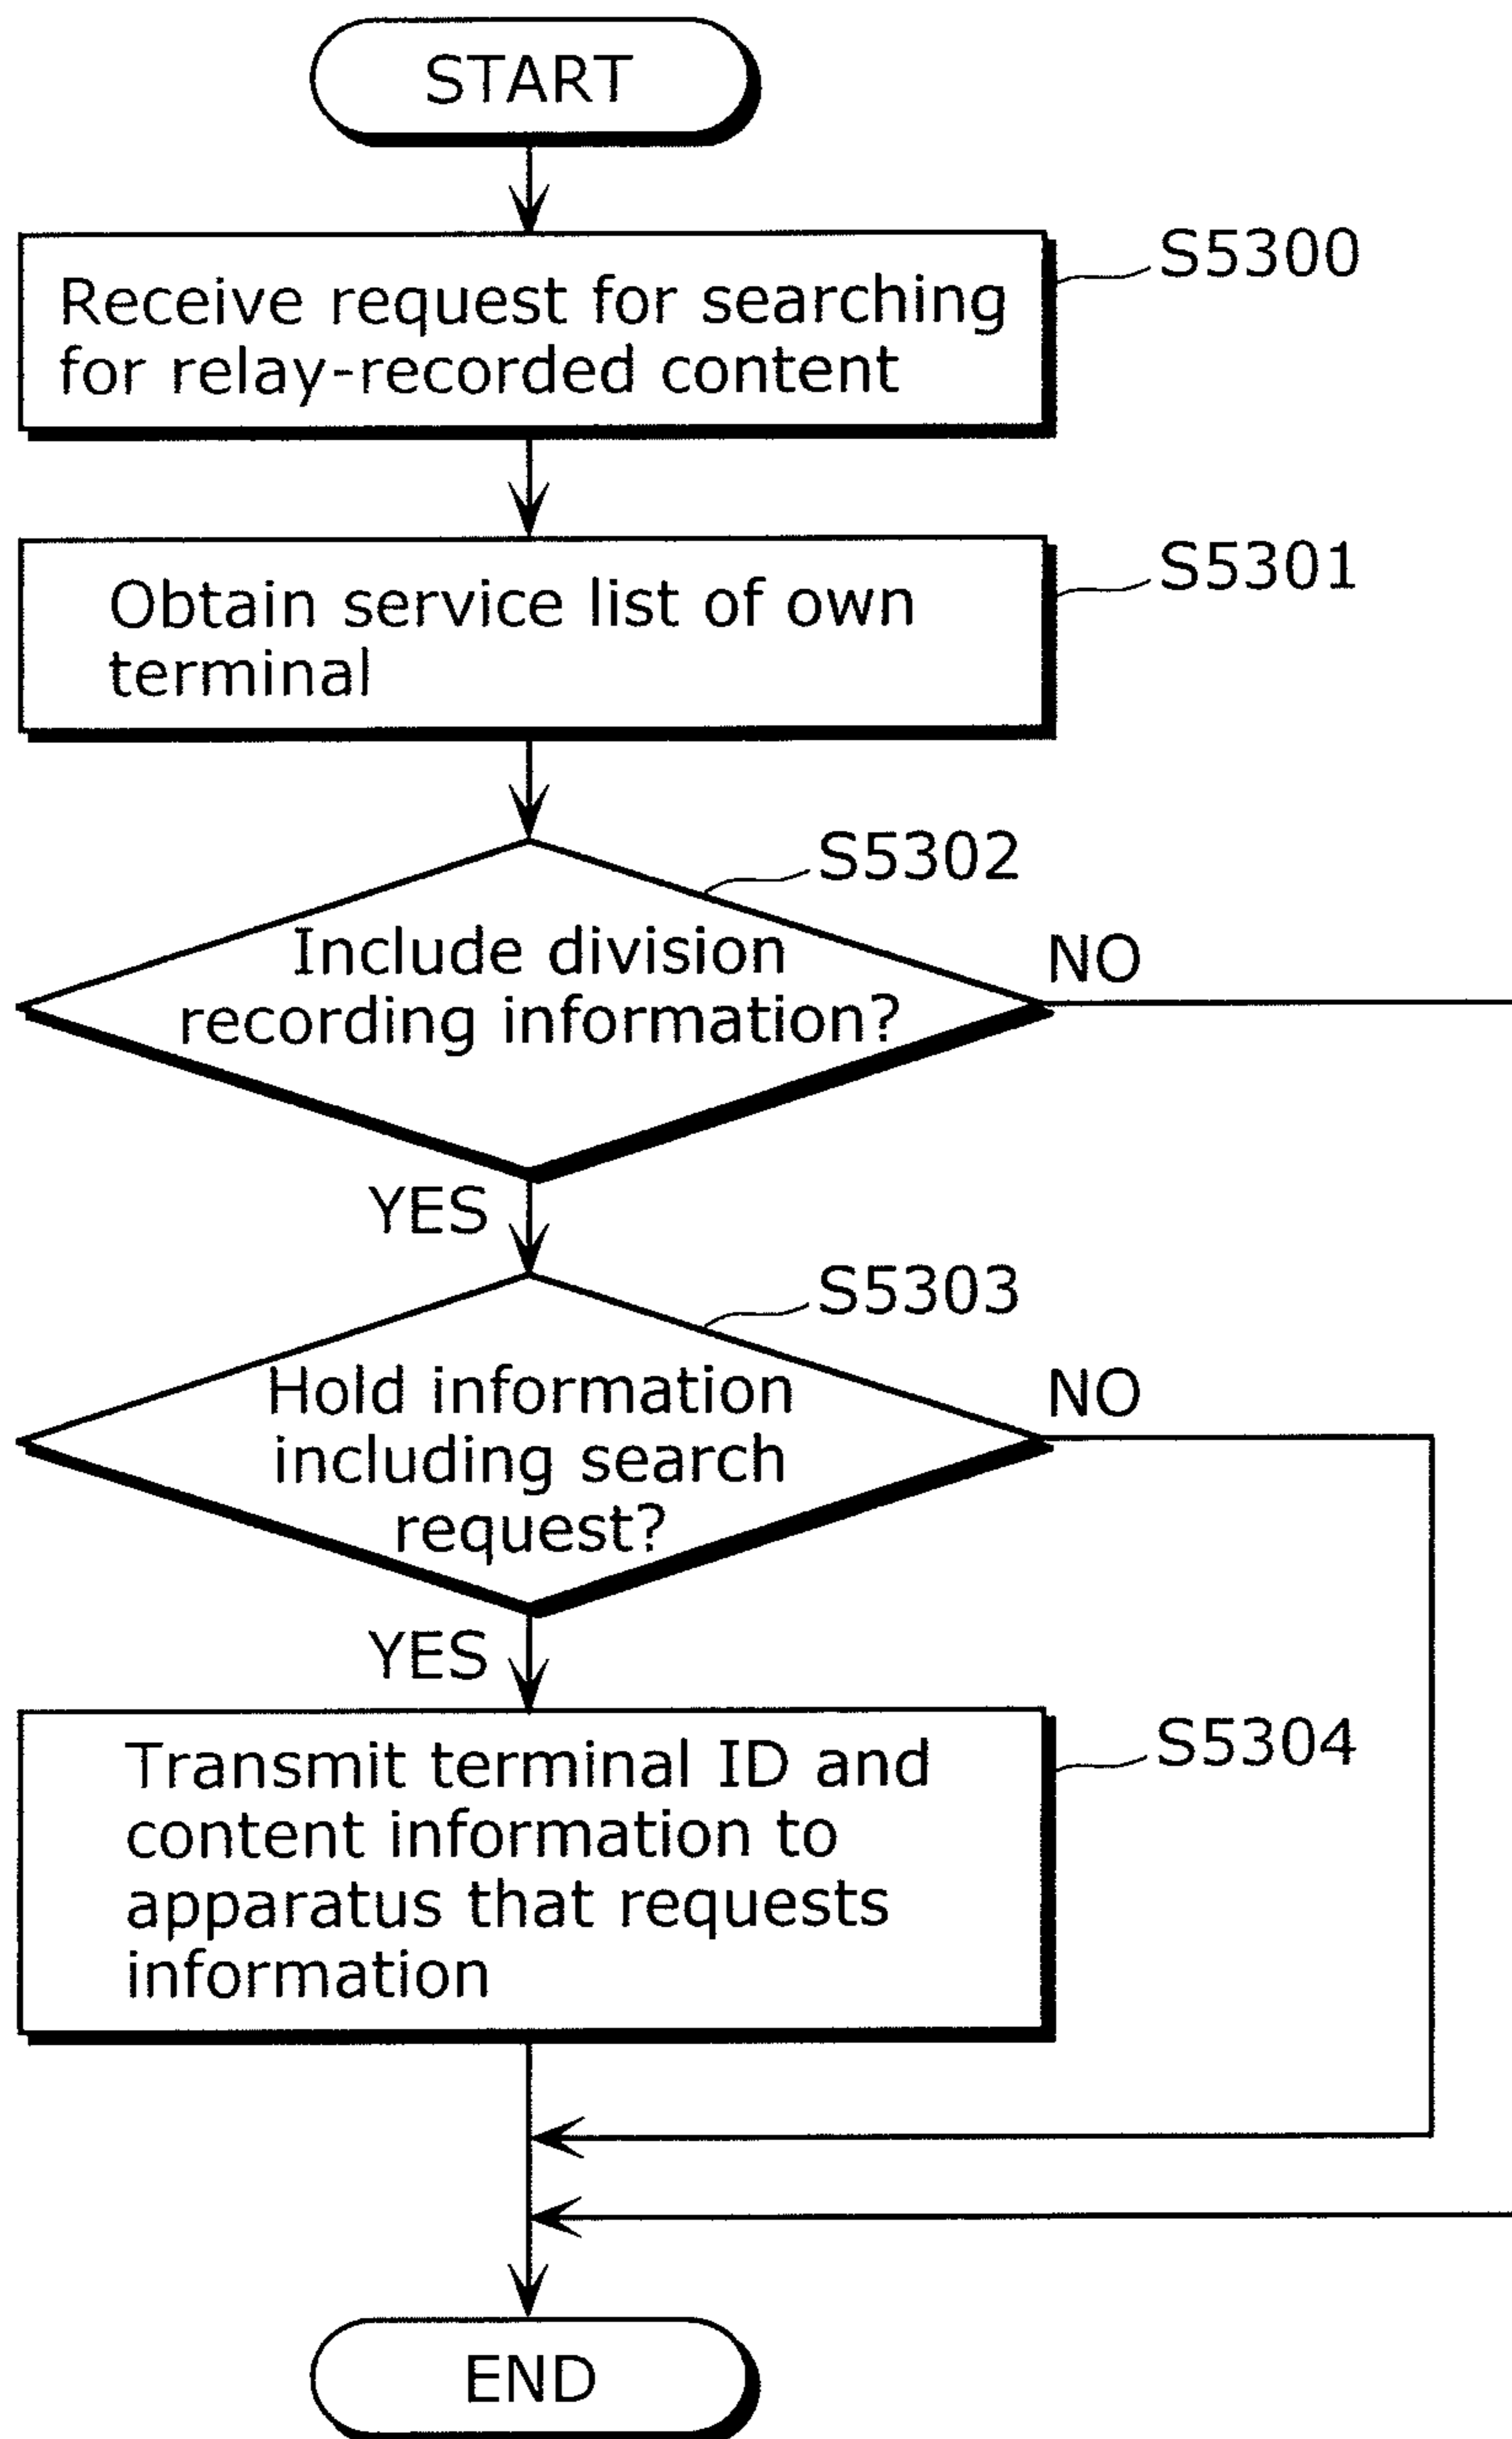 START
S5300
Receive request for searching
for relay-recorded content
S5301
Obtain service list of own
terminal
S5302
Include division
recording information?
NO
YES
S5303
Hold information
including search
request?
NO
YES
S5304
Transmit terminal ID and
content information to
apparatus that requests
information
END